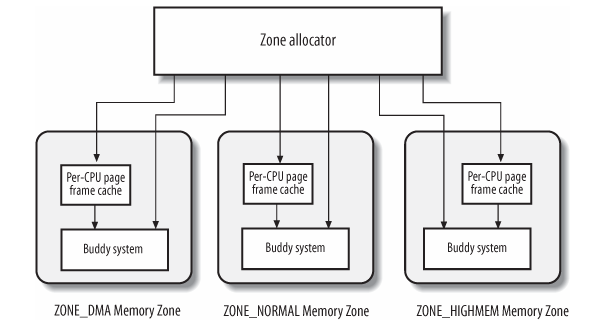 Zone allocator
Per-CPU page
frame cache
Buddy system
Per-CPU page
frame cache
Buddy system
Per-CPU page
frame cache
Buddy system
ZONE_DMA Memory Zone
ZONE_NORMAL Memory Zone
ZONE_HIGHMEM Memory Zone